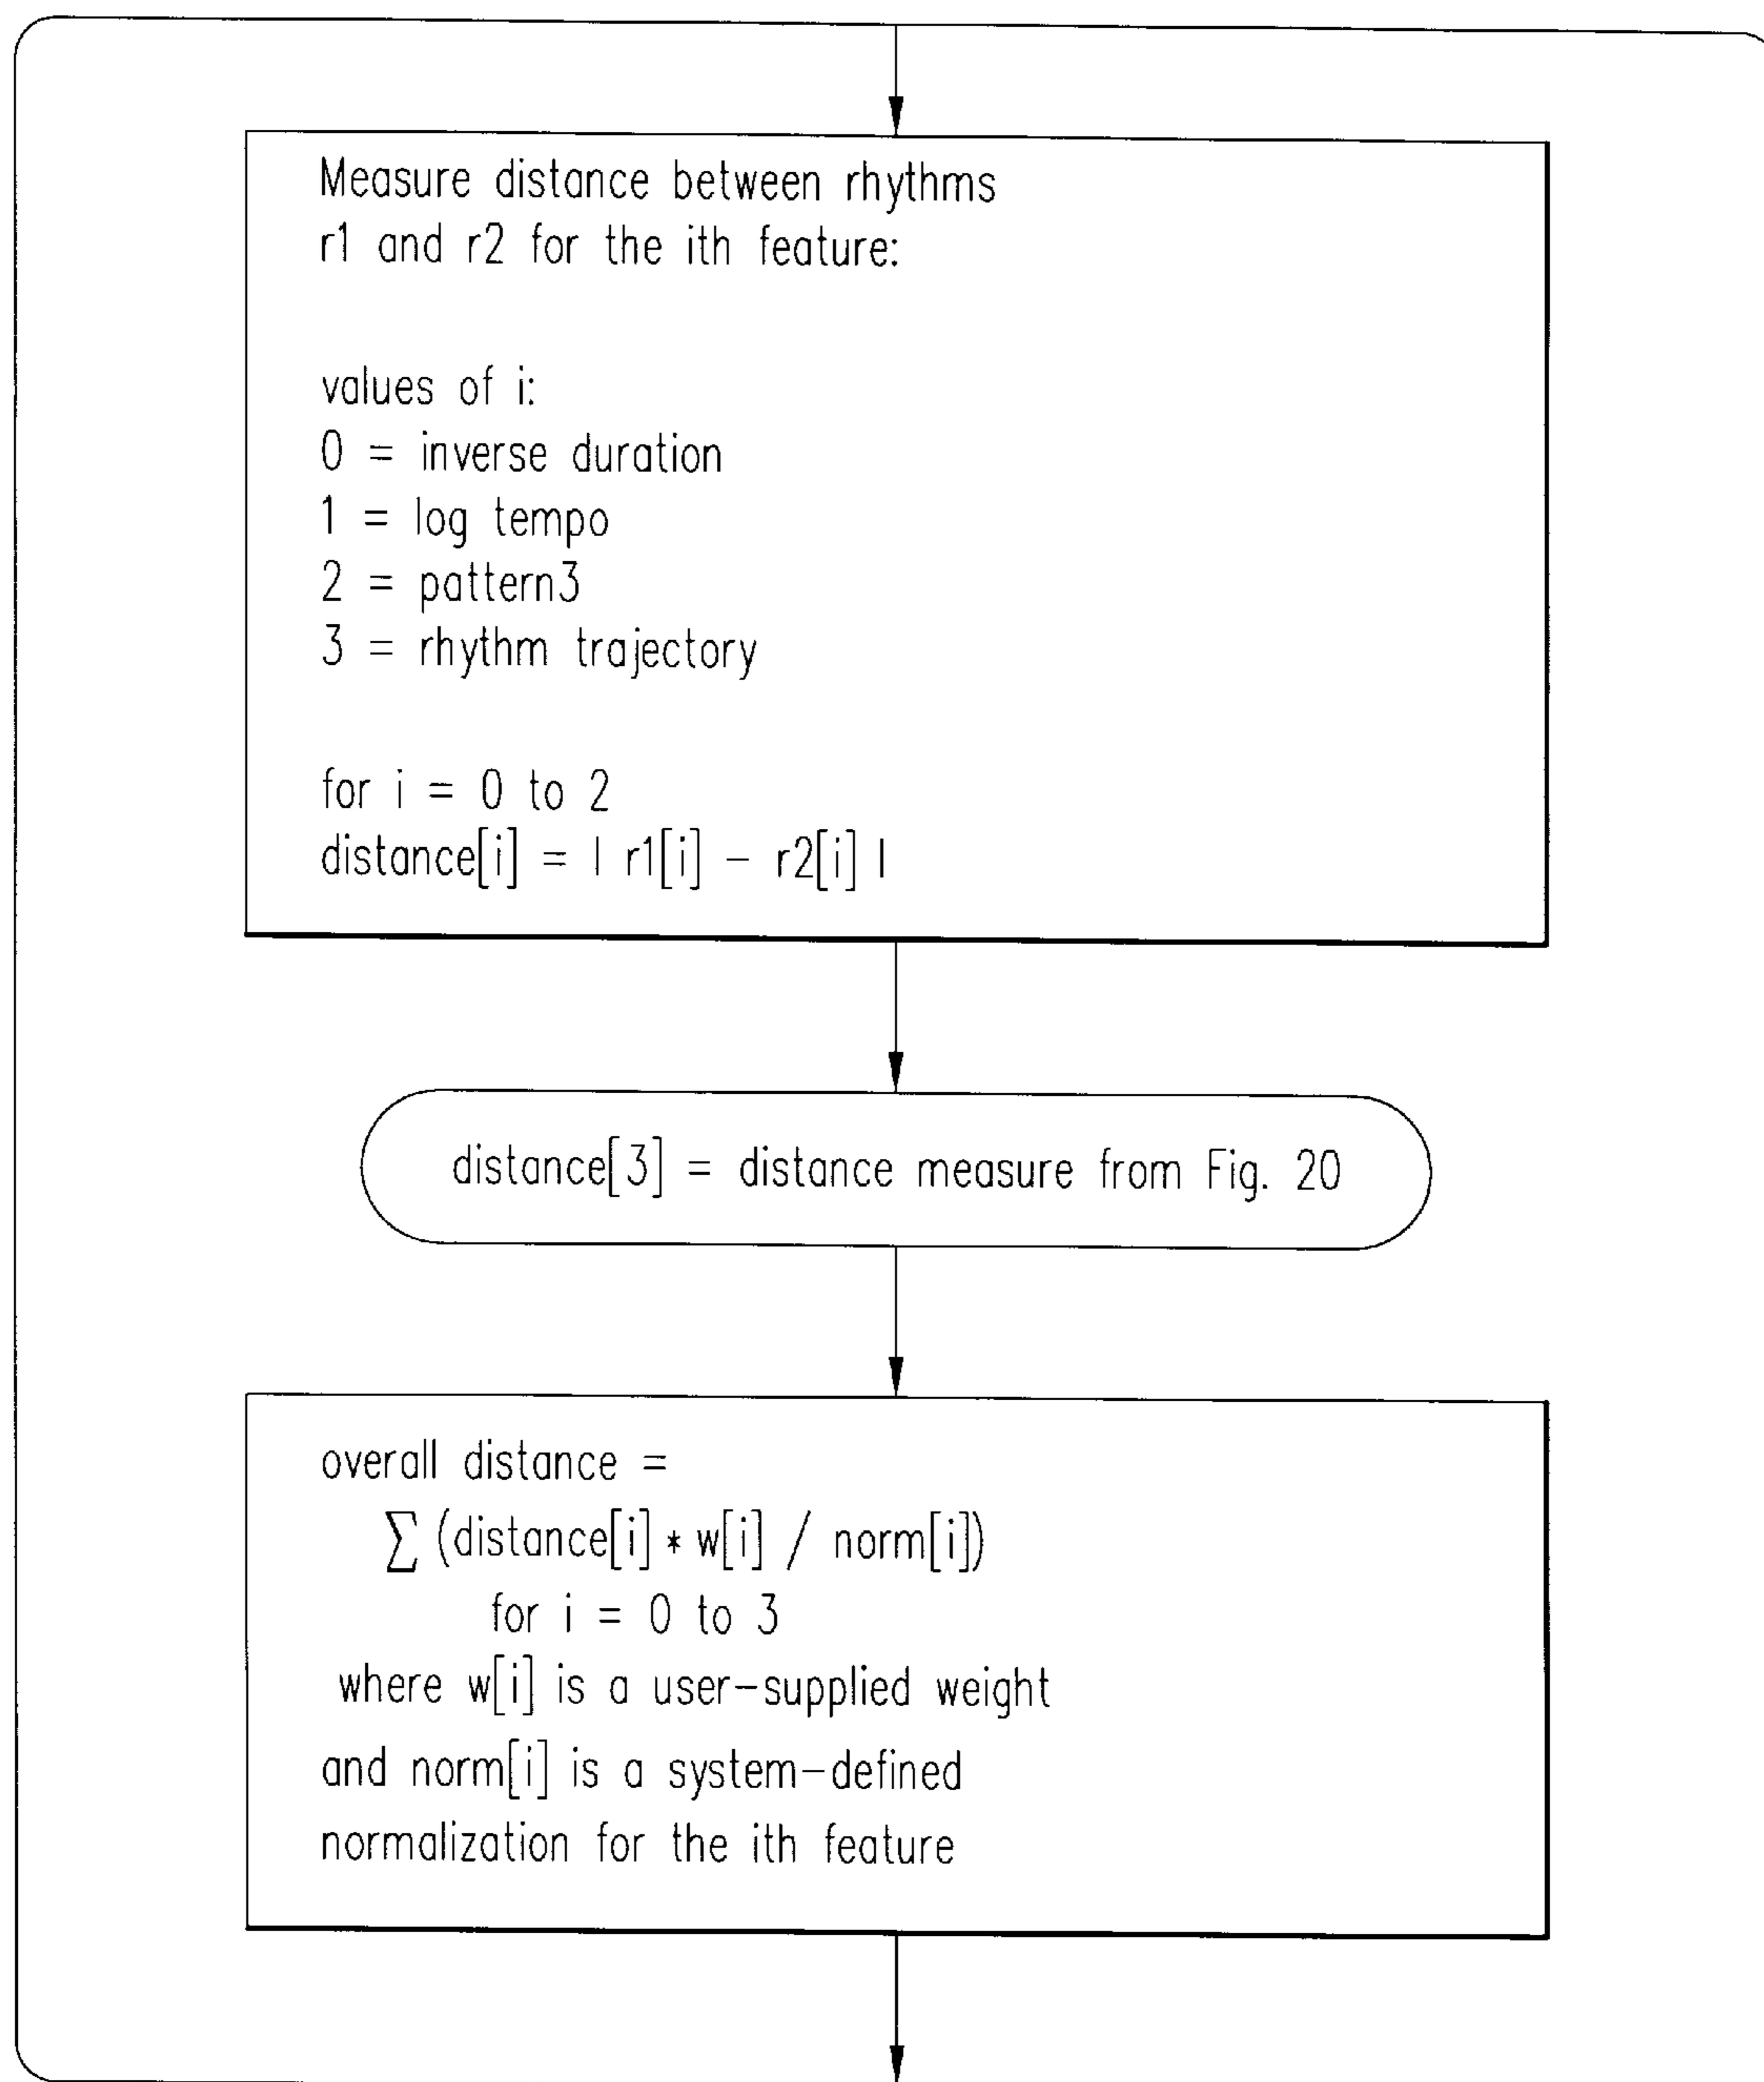 Measure distance between rhythms
r1 and r2 for the ith feature:
values of i:
0 = inverse duration
1 = log tempo
2 = pattern3
3 = rhythm trajectory
for i = 0 to 2
distance[i] = | r1[i] - r2[i] |
distance[3] = distance measure from Fig. 20
overall distance =
∑ (distance[i] * w[i] / norm[i])
for i = 0 to 3
where w[i] is a user-supplied weight
and norm[i] is a system-defined
normalization for the ith feature